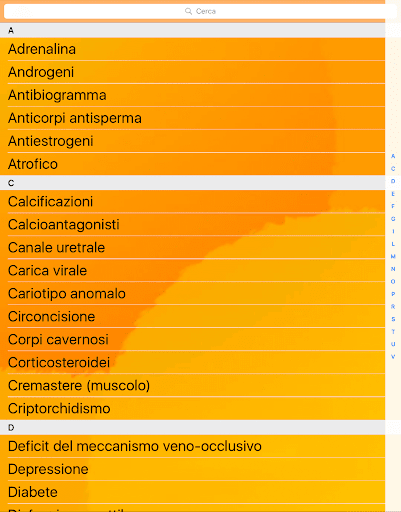 Cerca
A
Adrenalina
Androgeni
Antibiogramma
Anticorpi antisperma
Antiestrogeni
Atrofico
C
Calcificazioni
Calcioantagonisti
Canale uretrale
Carica virale
Cariotipo anomalo
Circoncisione
Corpi cavernosi
Corticosteroidei
Cremastere (muscolo)
Criptorchidismo
D
Deficit del meccanismo veno-occlusivo
Depressione
Diabete
A
C
D
E
F
G
I
L
M
N
O
P
R
S
T
U
V